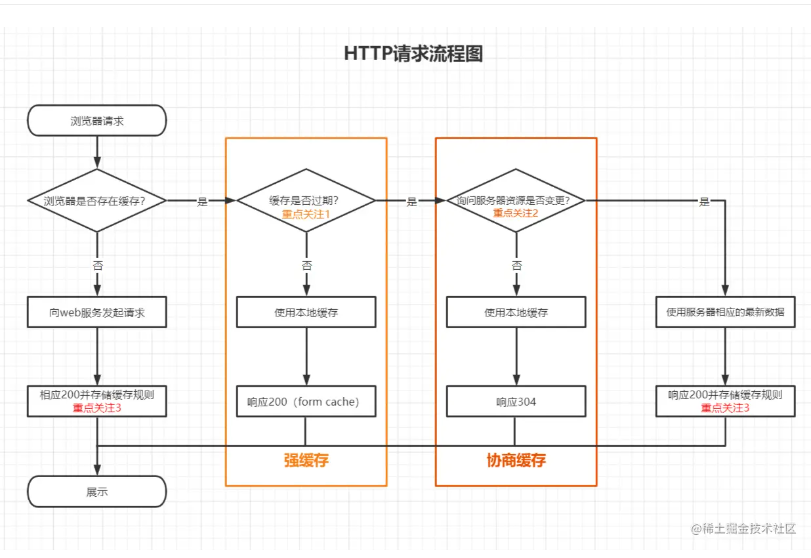 HTTP请求流程图
浏览器请求
浏览器是否存在缓存？
是
缓存是否过期？
重点关注1
是
询问服务器资源是否变更？
重点关注2
是
否
否
否
向web服务发起请求
使用本地缓存
使用本地缓存
使用服务器相应的最新数据
相应200并存储缓存规则
重点关注3
响应200（form cache）
响应304
响应200并存储缓存规则
重点关注3
强缓存
协商缓存
展示
@稀土掘金技术社区